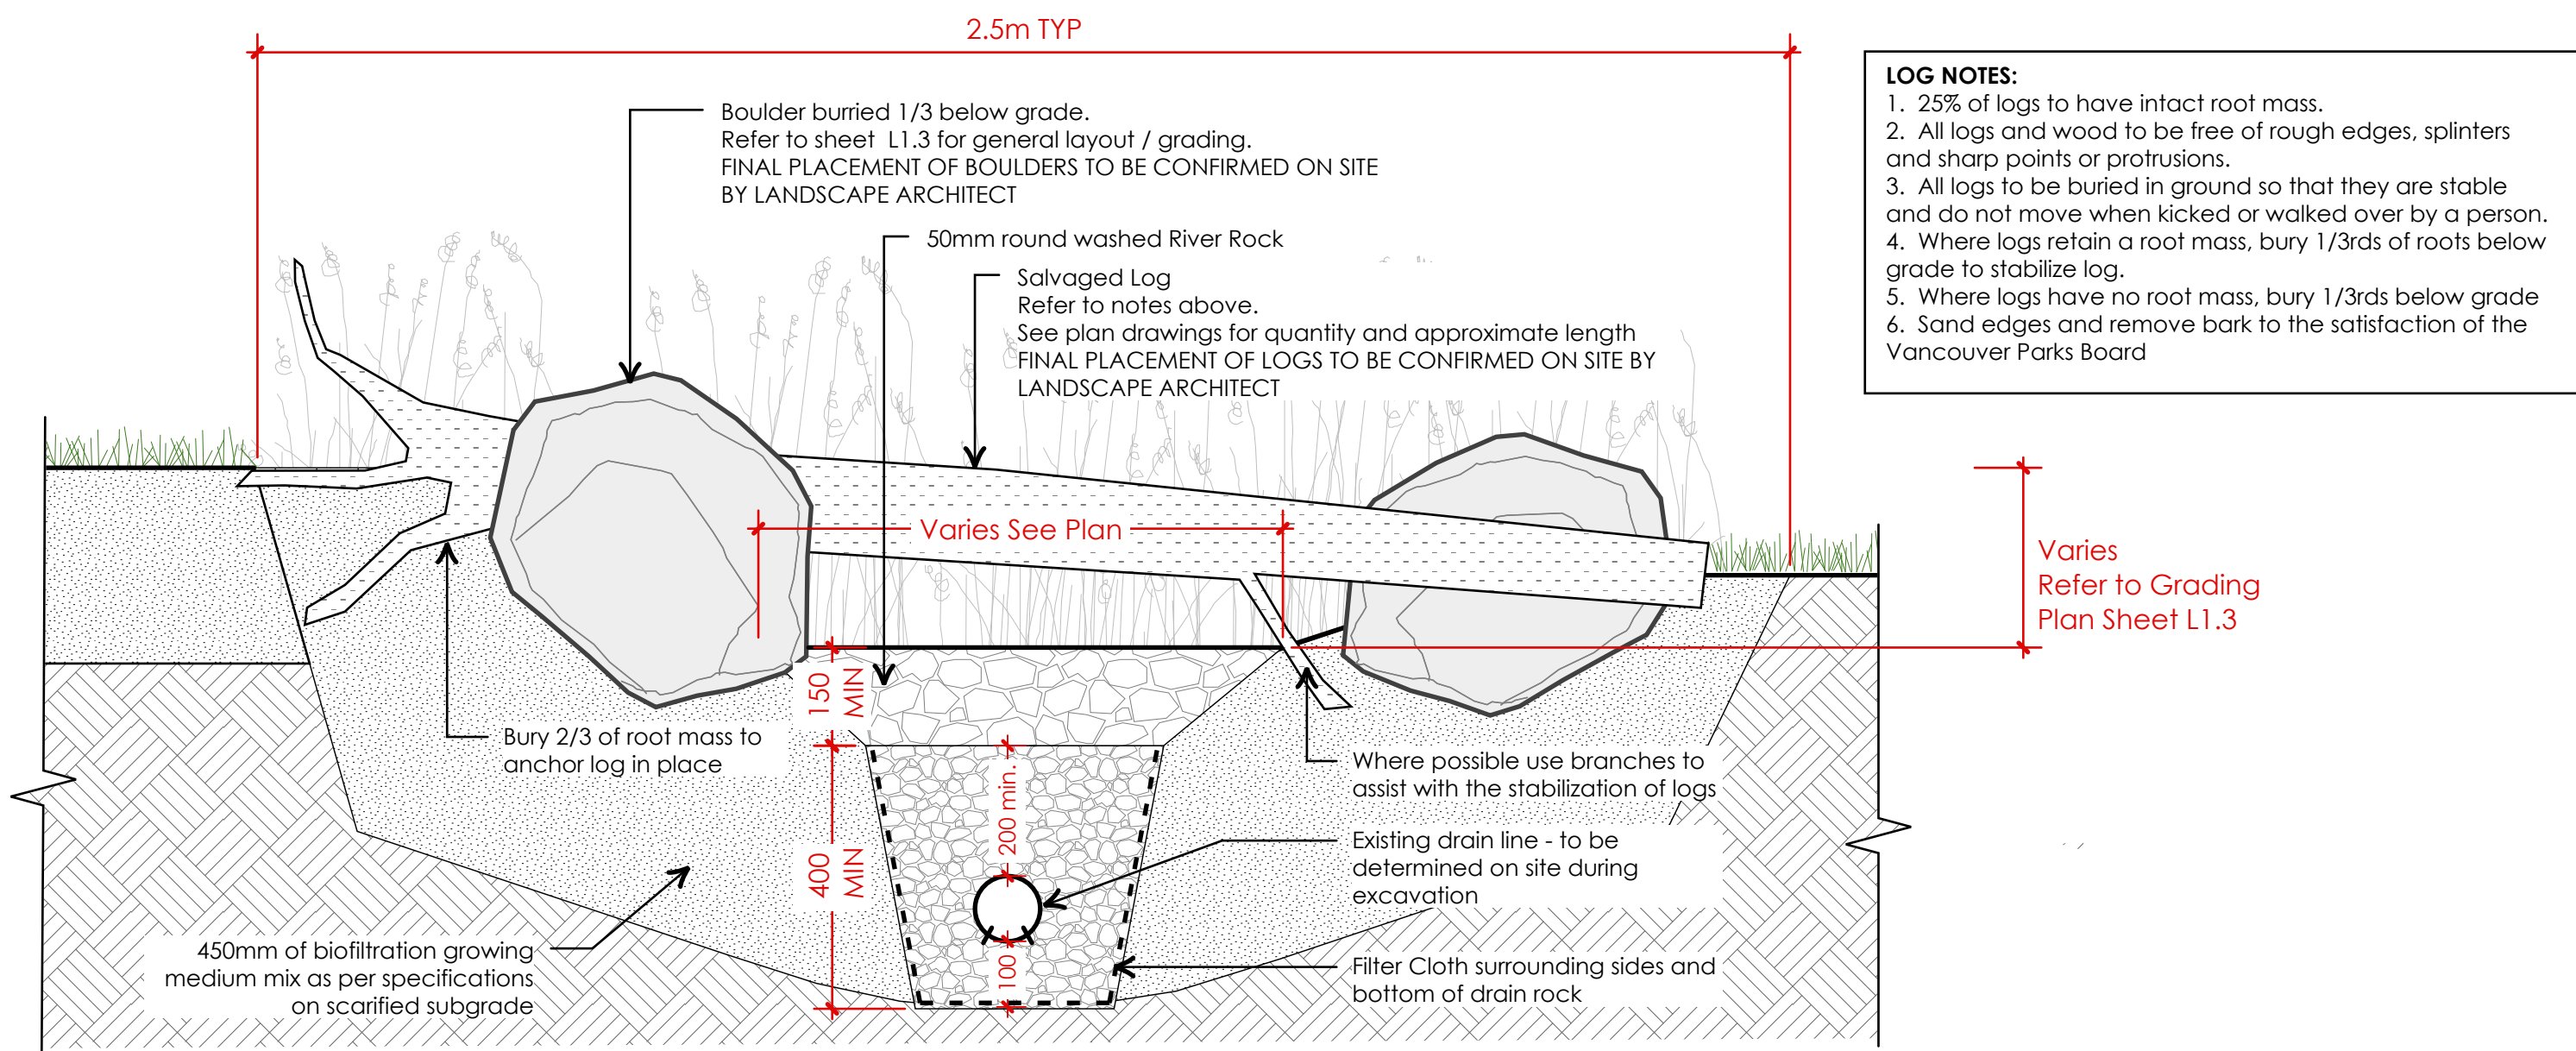 2.5m TYP
LOG NOTES:
1. 25% of logs to have intact root mass.
2. All logs and wood to be free of rough edges, splinters
and sharp points or protrusions.
3. All logs to be buried in ground so that they are stable
and do not move when kicked or walked over by a person.
4. Where logs retain a root mass, bury 1/3rds of roots below
grade to stabilize log.
5. Where logs have no root mass, bury 1/3rds below grade
6. Sand edges and remove bark to the satisfaction of the
Vancouver Parks Board
Boulder burried 1/3 below grade.
Refer to sheet L1.3 for general layout / grading.
FINAL PLACEMENT OF BOULDERS TO BE CONFIRMED ON SITE
BY LANDSCAPE ARCHITECT
50mm round washed River Rock
Salvaged Log
Refer to notes above.
See plan drawings for quantity and approximate length
FINAL PLACEMENT OF LOGS TO BE CONFIRMED ON SITE BY
LANDSCAPE ARCHITECT
Varies See Plan
Varies
Refer to Grading
Plan Sheet L1.3
150
MIN
Bury 2/3 of root mass to
anchor log in place
400
MIN
200 min.
100
Where possible use branches to
assist with the stabilization of logs
Existing drain line - to be
determined on site during
excavation
Filter Cloth surrounding sides and
bottom of drain rock
450mm of biofiltration growing
medium mix as per specifications
on scarified subgrade